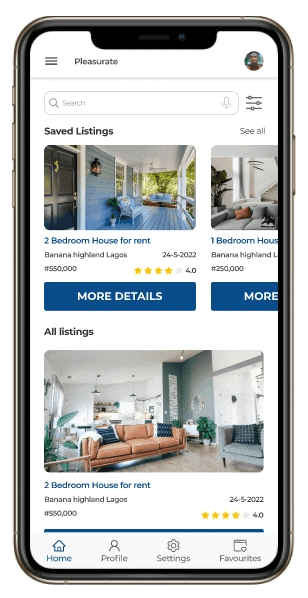 Pleasurate
Search
Saved Listings See all
2 Bedroom House for rent
Banana highland Lagos 24-5-2022
#550,000 4.0
MORE DETAILS
1 Bedroom Hous
Banana highland Lagos
#250,000
MORE
All listings
2 Bedroom House for rent
Banana highland Lagos 24-5-2022
#550,000 4.0
Home Profile Settings Favourites